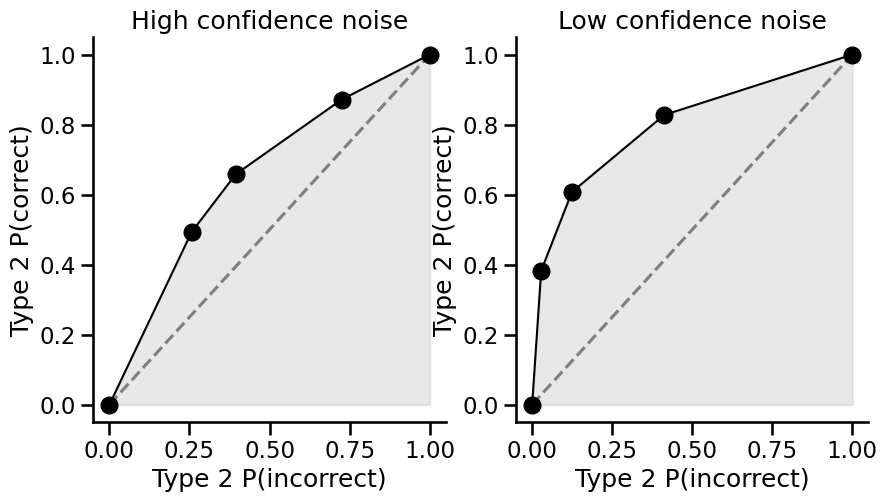 High confidence noise
Type 2 P(correct)
1.0
0.8
0.6
0.4
0.2
0.0
0.00 0.25 0.50 0.75 1.00
Type 2 P(incorrect)
Low confidence noise
Type 2 P(correct)
1.0
0.8
0.6
0.4
0.2
0.0
0.00 0.25 0.50 0.75 1.00
Type 2 P(incorrect)